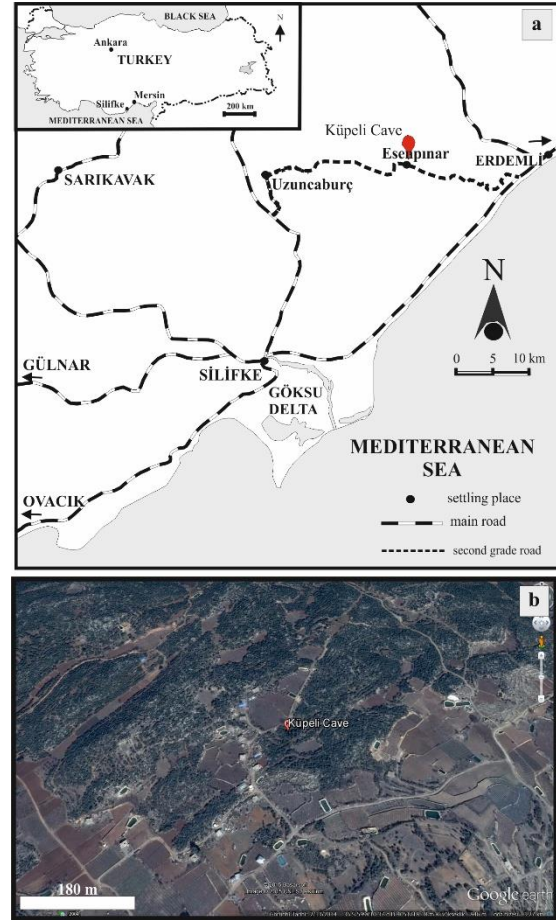 BLACK SEA
N
a
Ankara
TURKEY
Mersin
Silifke
MEDITERRANEAN SEA
200 km
Küpeli Cave
Esenpınar
ERDEMLİ
SARIKAVAK
Uzuncaburç
N
0 5 10 km
GÜLNAR
SİLİFKE
GÖKSU
DELTA
MEDITERRANEAN
SEA
OVACIK
settling place
main road
second grade road
b
Küpeli Cave
180 m
Google earth